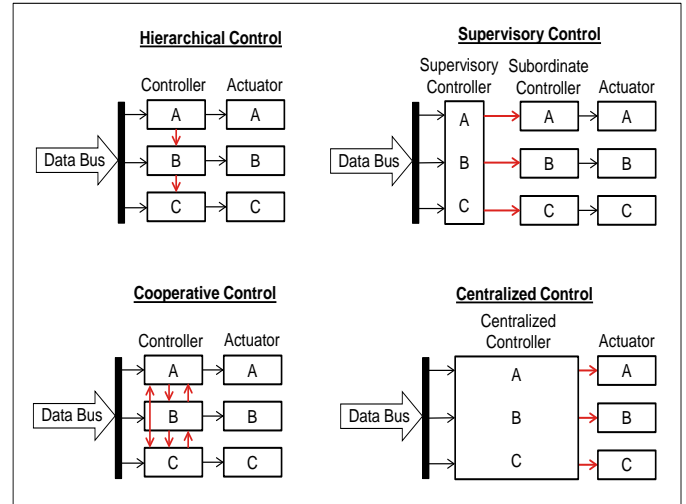 Hierarchical Control
Controller Actuator
A A
Data Bus
B B
C C
Supervisory Control
Supervisory Subordinate
Controller Controller Actuator
A A A
Data Bus
B B B
C C C
Cooperative Control
Controller Actuator
A A
Data Bus
B B
C C
Centralized Control
Centralized
Controller Actuator
A A
Data Bus
B B
C C